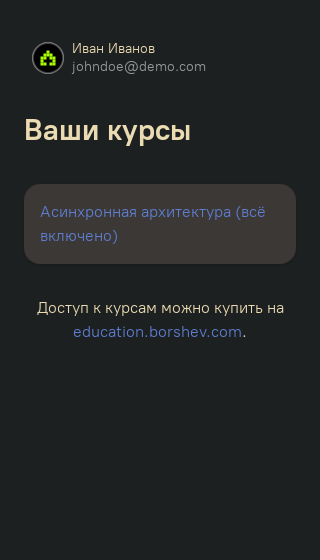 Иван Иванов
johndoe@demo.com
Ваши курсы
Асинхронная архитектура (всё
включено)
Доступ к курсам можно купить на
education.borshev.com.